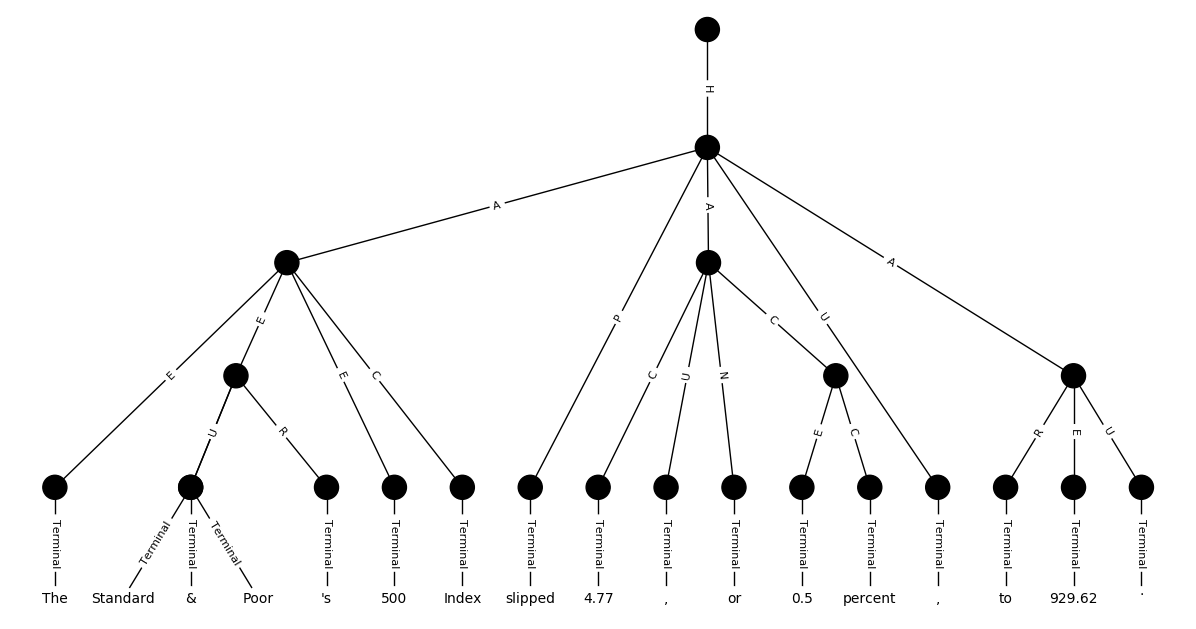 H
A
A
A
E
E
E
C
P
C
U
N
C
U
U
R
E
C
R
E
U
Terminal Terminal Terminal Terminal Terminal Terminal Terminal Terminal Terminal Terminal Terminal Terminal Terminal Terminal Terminal Terminal Terminal
The Standard & Poor 's 500 Index slipped 4.77 , or 0.5 percent , to 929.62 .